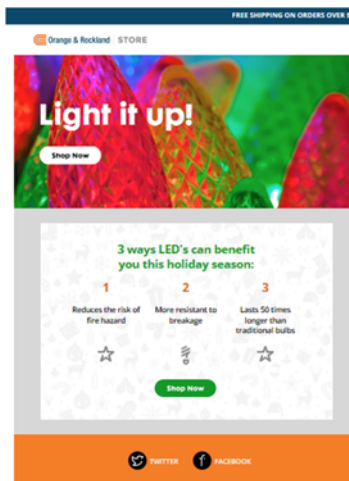 FREE SHIPPING ON ORDERS OVER
Orange & Rockland STORE
Light it up!
Shop Now
3 ways LED's can benefit
you this holiday season:
1
Reduces the risk of
fire hazard
2
More resistant to
breakage
3
Lasts 50 times
longer than
traditional bulbs
Shop Now
TWITTER
FACEBOOK